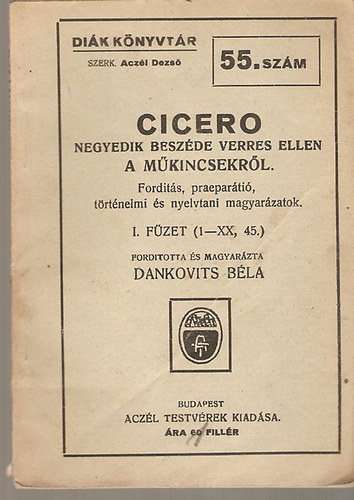 DIÁK KÖNYVTÁR
SZERK. Aczél Dezső
55. SZÁM
CICERO
NEGYEDIK BESZÉDE VERRES ELLEN
A MŰKINCSEKRŐL.
Forditás, praeparátió,
történelmi és nyelvtani magyarázatok.
I. FÜZET (1—XX, 45.)
FORDITOTTA ÉS MAGYARÁZTA
DANKOVITS BÉLA
BUDAPEST
ACZÉL TESTVÉREK KIADÁSA.
ÁRA 60 FILLÉR